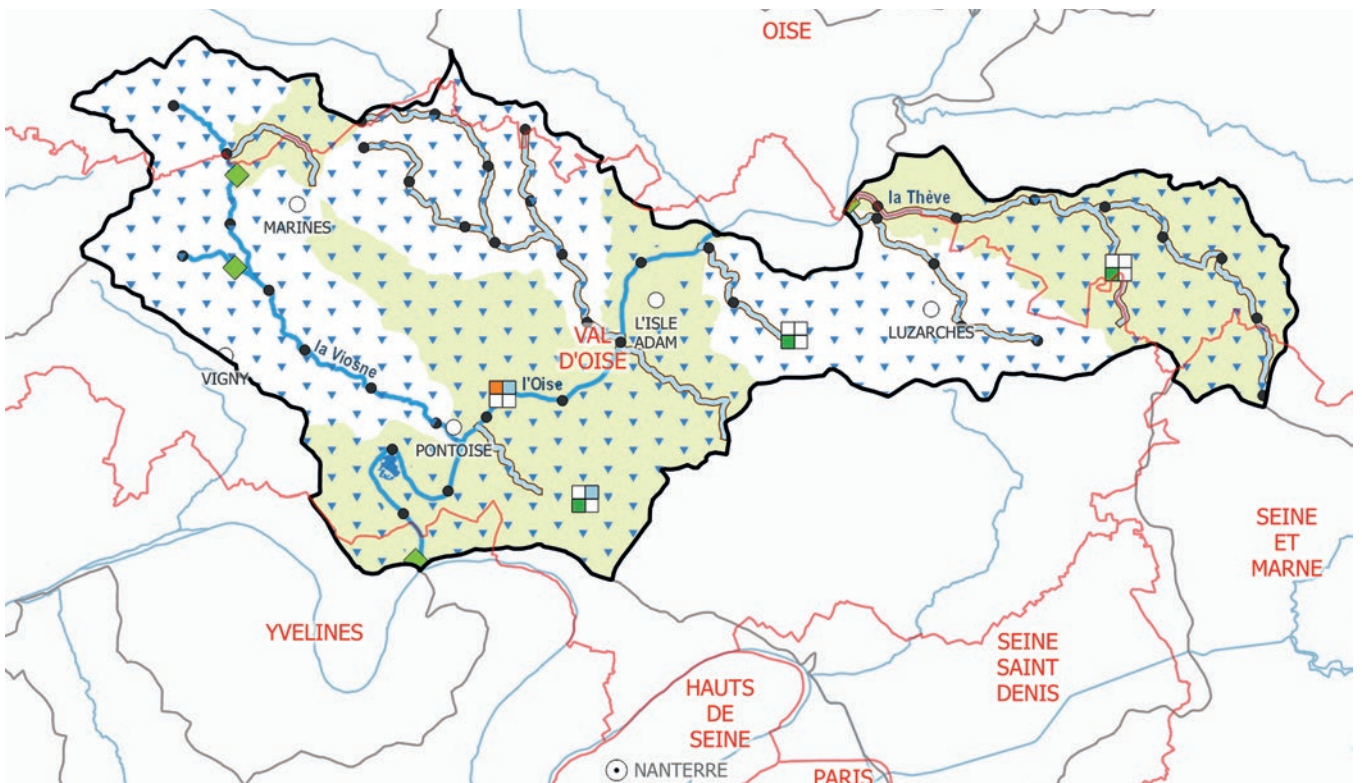 OISE
la Thève
MARINES
L'ISLE
ADAM
LUZARCHES
VAL
D'OISE
la Viosne
VIGNY
l'Oise
PONTOISE
SEINE
ET
MARNE
YVELINES
SEINE
SAINT
DENIS
HAUTS
DE
SEINE
NANTERRE
PARIS